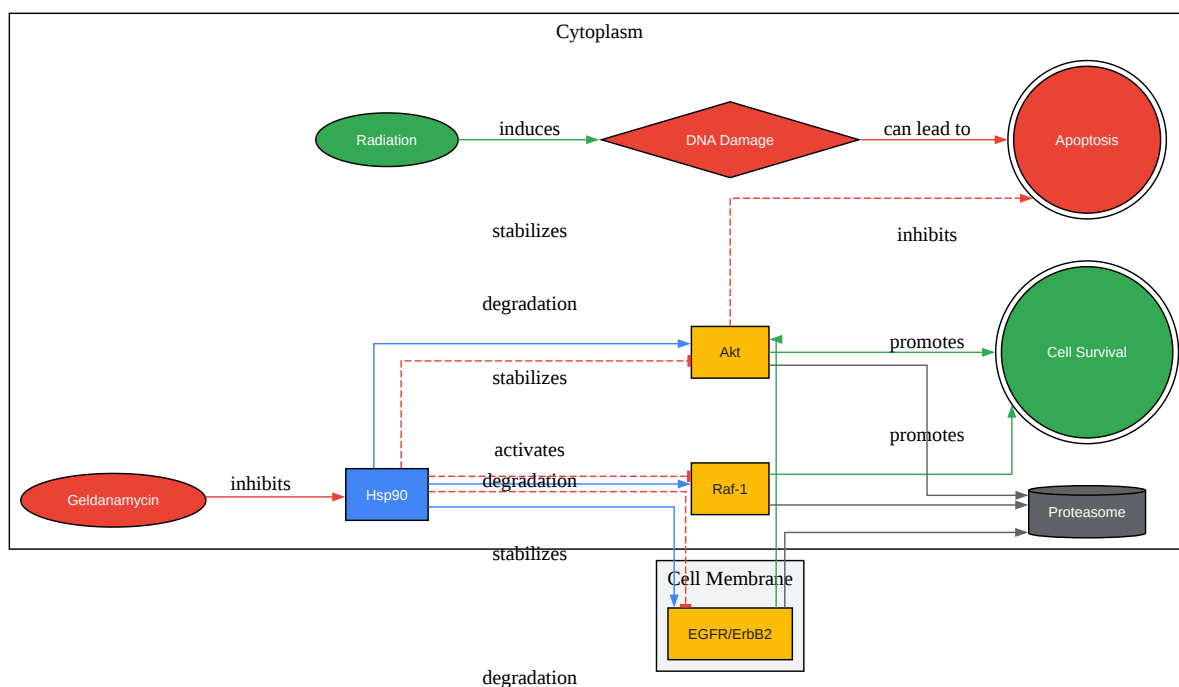 Cytoplasm
Radiation
induces
DNA Damage
can lead to
Apoptosis
stabilizes
inhibits
degradation
Akt
promotes
Cell Survival
stabilizes
promotes
activates
Geldanamycin
inhibits
Hsp90
degradation
Raf-1
Proteasome
stabilizes
Cell Membrane
EGFR/ErbB2
degradation